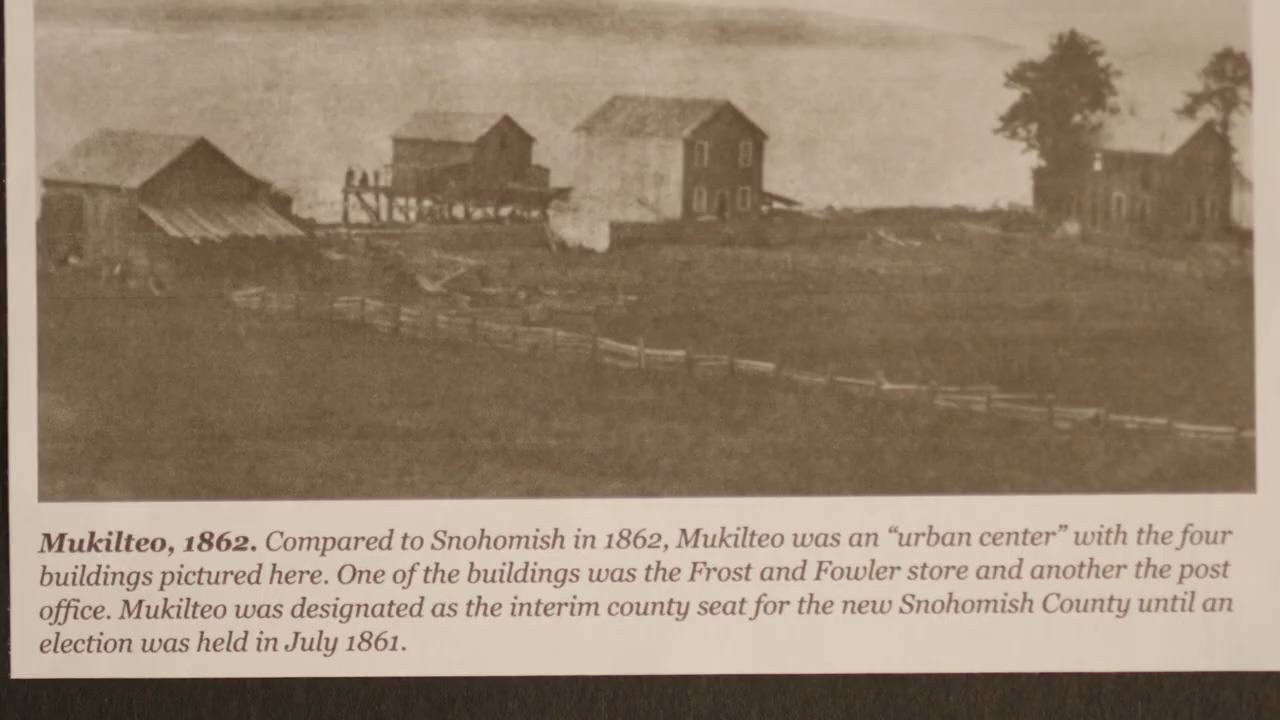 Mukilteo, 1862. Compared to Snohomish in 1862, Mukilteo was an “urban center” with the four
buildings pictured here. One of the buildings was the Frost and Fowler store and another the post
office. Mukilteo was designated as the interim county seat for the new Snohomish County until an
election was held in July 1861.